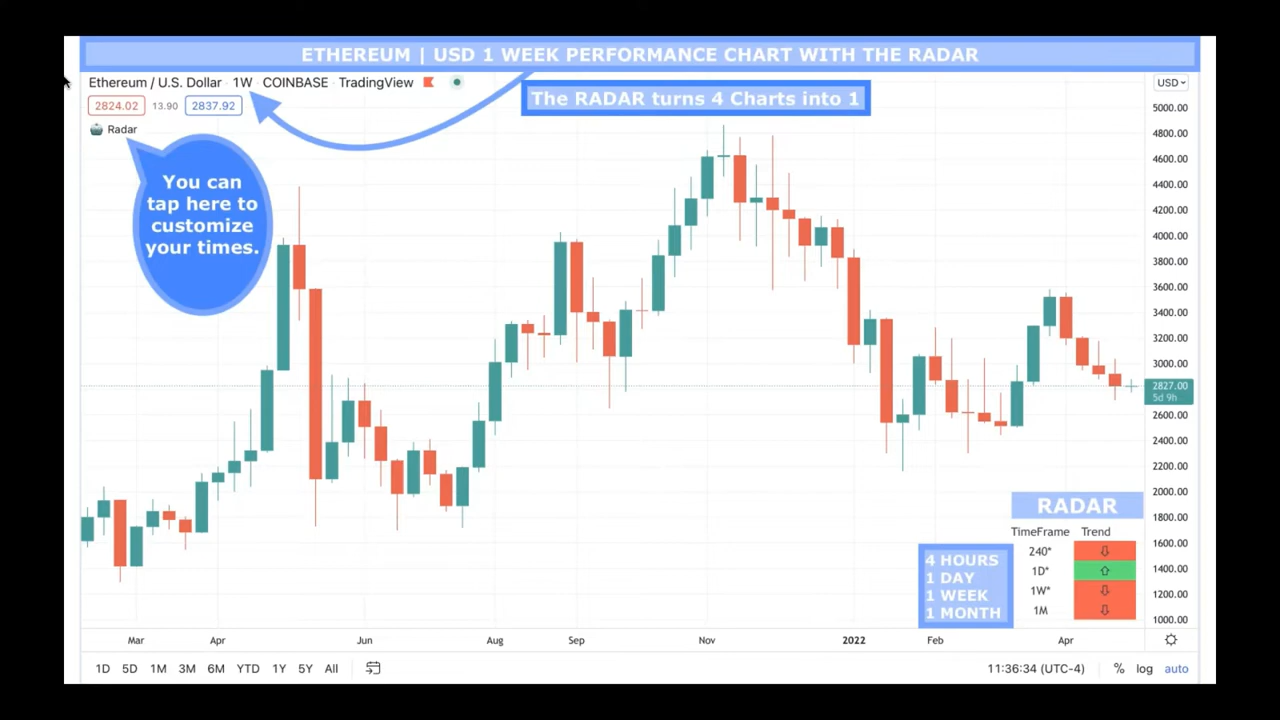 ETHEREUM | USD 1 WEEK PERFORMANCE CHART WITH THE RADAR
Ethereum / U.S. Dollar · 1W · COINBASE · TradingView
USD
The RADAR turns 4 Charts into 1
2824.02 13.90 2837.92
Radar
You can
tap here to
customize
your times.
5000.00
4800.00
4600.00
4400.00
4200.00
4000.00
3800.00
3600.00
3400.00
3200.00
3000.00
2827.00
5d 9h
2600.00
2400.00
2200.00
2000.00
1800.00
1600.00
1400.00
1200.00
1000.00
RADAR
TimeFrame Trend
240* ⇩
1D* ⇧
1W* ⇩
1M ⇩
4 HOURS
1 DAY
1 WEEK
1 MONTH
Mar Apr Jun Aug Sep Nov 2022 Feb Apr
1D 5D 1M 3M 6M YTD 1Y 5Y All 11:36:34 (UTC-4) % log auto